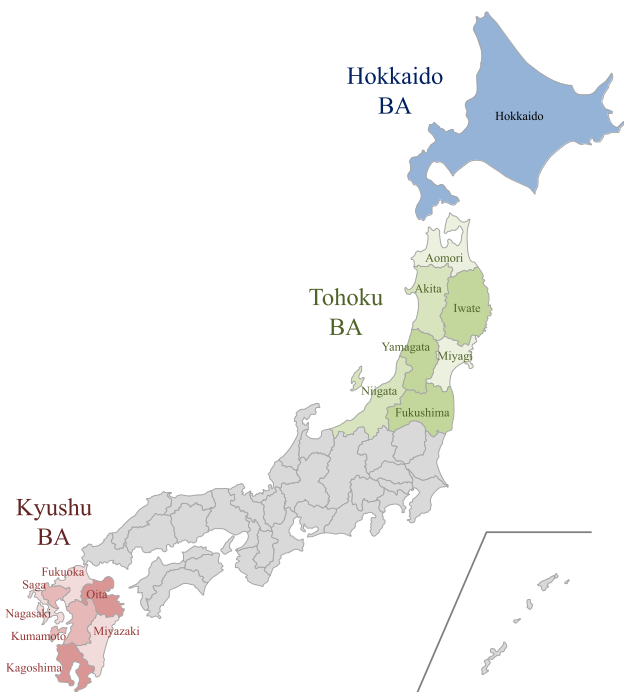 Hokkaido
BA
Hokkaido
Aomori
Tohoku
BA
Akita
Iwate
Yamagata
Miyagi
Niigata
Fukushima
Kyushu
BA
Fukuoka
Saga
Oita
Nagasaki
Kumamoto
Miyazaki
Kagoshima